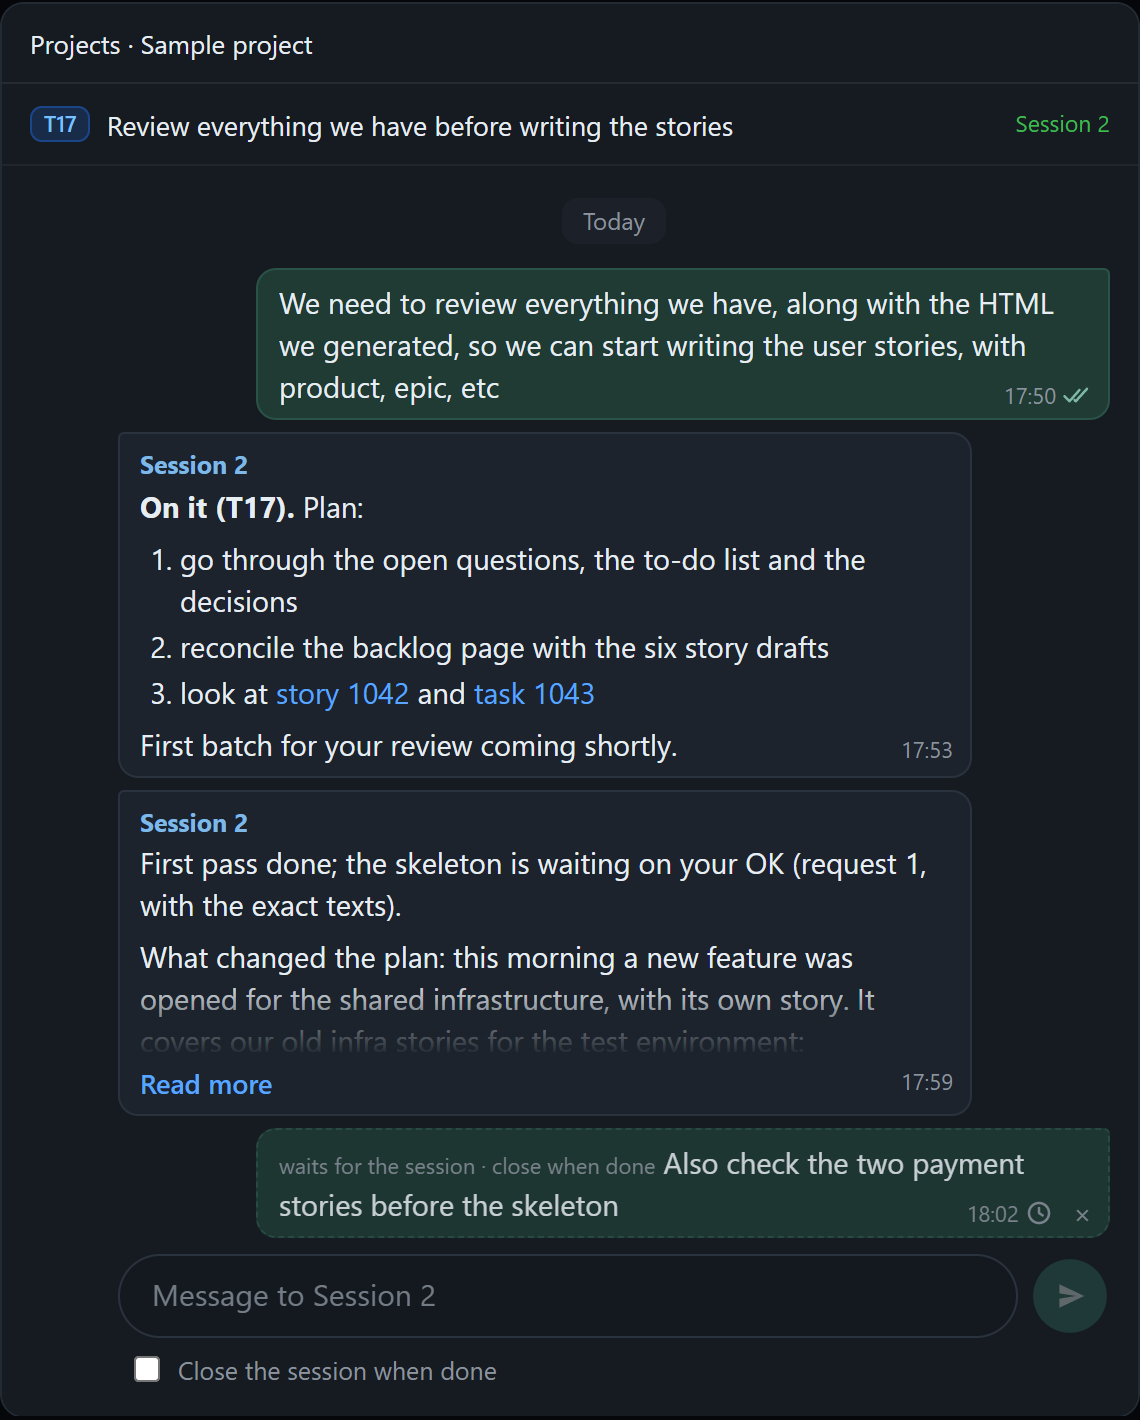 Projects · Sample project
T17 Review everything we have before writing the stories Session 2
Today
We need to review everything we have, along with the HTML
we generated, so we can start writing the user stories, with
product, epic, etc
17:50
Session 2
On it (T17). Plan:
1. go through the open questions, the to-do list and the
decisions
2. reconcile the backlog page with the six story drafts
3. look at story 1042 and task 1043
First batch for your review coming shortly.
17:53
Session 2
First pass done; the skeleton is waiting on your OK (request 1,
with the exact texts).
What changed the plan: this morning a new feature was
opened for the shared infrastructure, with its own story. It
covers our old infra stories for the test environment:
Read more
17:59
waits for the session · close when done Also check the two payment
stories before the skeleton
18:02 ×
Message to Session 2
Close the session when done